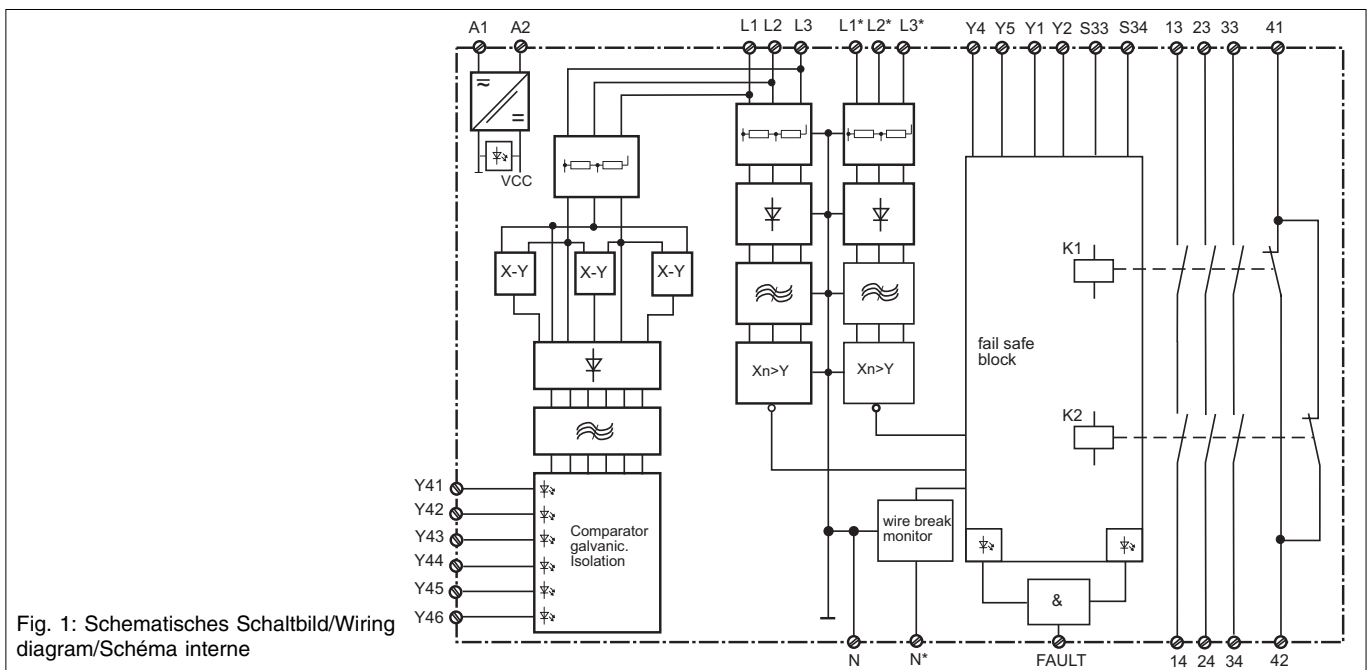 A1 A2 L1 L2 L3 L1* L2* L3* Y4 Y5 Y1 Y2 S33 S34 13 23 33 41
VCC
X-Y X-Y X-Y
K1
fail safe
block
Xn>Y Xn>Y
K2
Y41
Y42
Y43
Y44
Y45
Y46
Comparator
galvanic.
Isolation
wire break
monitor
&
N N* FAULT 14 24 34 42
Fig. 1: Schematisches Schaltbild/Wiring
diagram/Schéma interne